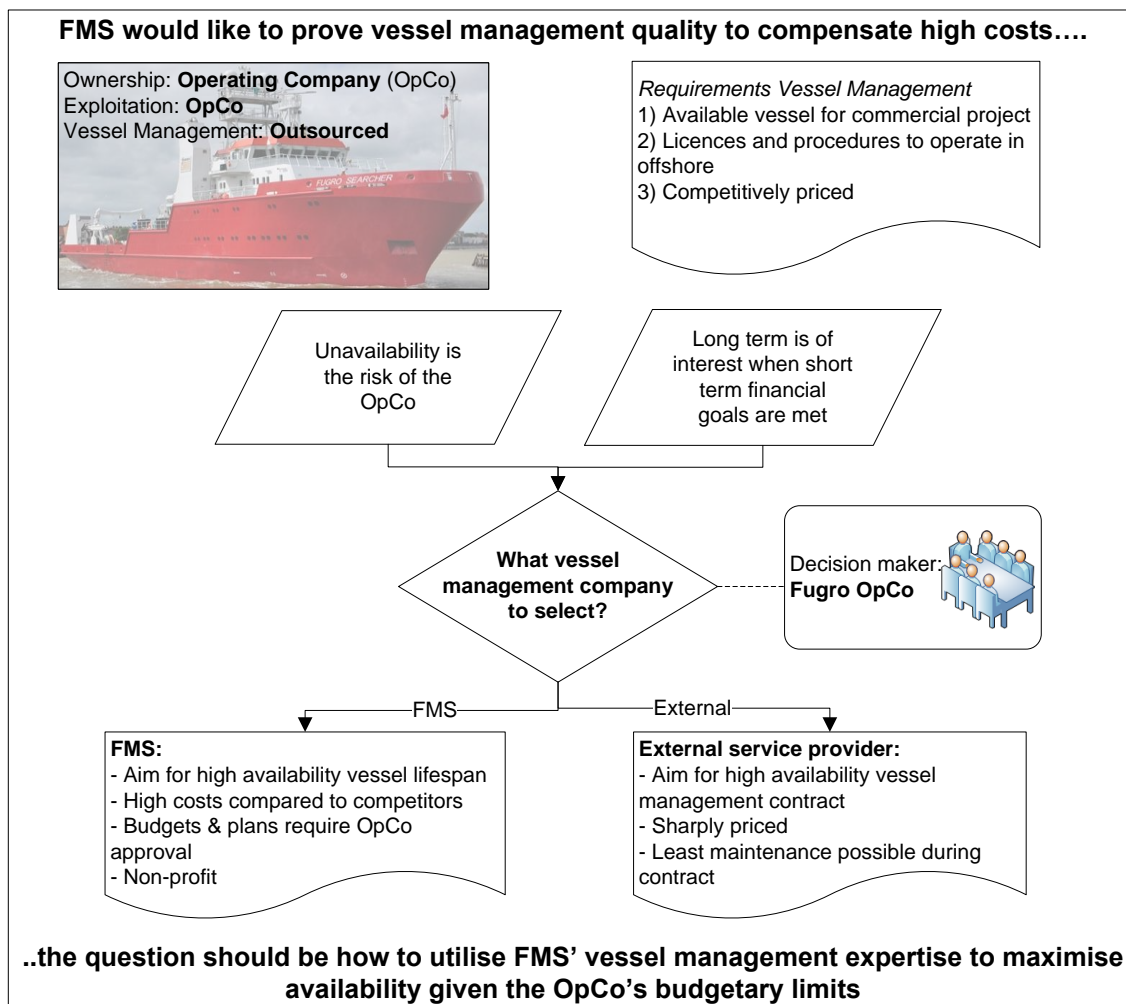 FMS would like to prove vessel management quality to compensate high costs….
Ownership: Operating Company (OpCo)
Exploitation: OpCo
Vessel Management: Outsourced
FUGRO SEARCHER
Requirements Vessel Management
1) Available vessel for commercial project
2) Licences and procedures to operate in
offshore
3) Competitively priced
Unavailability is
the risk of the
OpCo
Long term is of
interest when short
term financial
goals are met
What vessel
management company
to select?
Decision maker:
Fugro OpCo
FMS
External
FMS:
- Aim for high availability vessel lifespan
- High costs compared to competitors
- Budgets & plans require OpCo
approval
- Non-profit
External service provider:
- Aim for high availability vessel
management contract
- Sharply priced
- Least maintenance possible during
contract
..the question should be how to utilise FMS’ vessel management expertise to maximise
availability given the OpCo’s budgetary limits